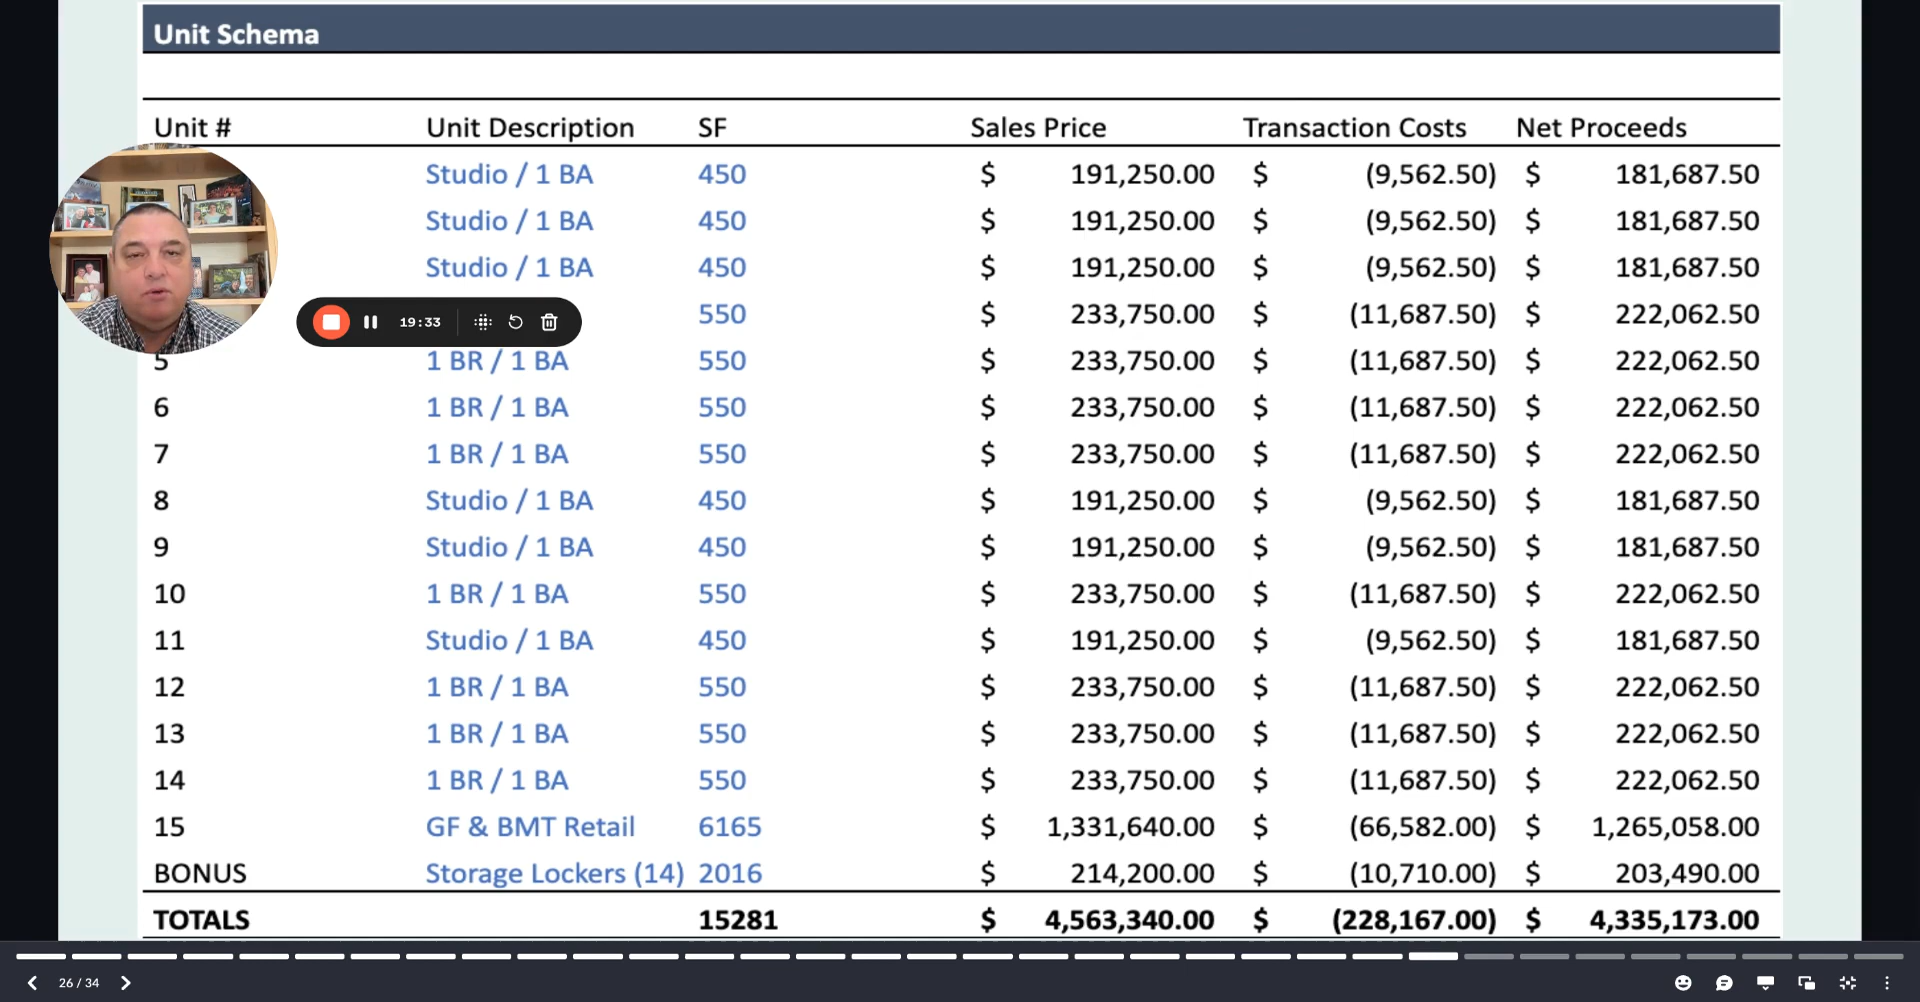 Unit Schema
Unit # Unit Description SF Sales Price Transaction Costs Net Proceeds
Studio / 1 BA 450 $ 191,250.00 $ (9,562.50) $ 181,687.50
Studio / 1 BA 450 $ 191,250.00 $ (9,562.50) $ 181,687.50
Studio / 1 BA 450 $ 191,250.00 $ (9,562.50) $ 181,687.50
550 $ 233,750.00 $ (11,687.50) $ 222,062.50
19:33
5 1 BR / 1 BA 550 $ 233,750.00 $ (11,687.50) $ 222,062.50
6 1 BR / 1 BA 550 $ 233,750.00 $ (11,687.50) $ 222,062.50
7 1 BR / 1 BA 550 $ 233,750.00 $ (11,687.50) $ 222,062.50
8 Studio / 1 BA 450 $ 191,250.00 $ (9,562.50) $ 181,687.50
9 Studio / 1 BA 450 $ 191,250.00 $ (9,562.50) $ 181,687.50
10 1 BR / 1 BA 550 $ 233,750.00 $ (11,687.50) $ 222,062.50
11 Studio / 1 BA 450 $ 191,250.00 $ (9,562.50) $ 181,687.50
12 1 BR / 1 BA 550 $ 233,750.00 $ (11,687.50) $ 222,062.50
13 1 BR / 1 BA 550 $ 233,750.00 $ (11,687.50) $ 222,062.50
14 1 BR / 1 BA 550 $ 233,750.00 $ (11,687.50) $ 222,062.50
15 GF & BMT Retail 6165 $ 1,331,640.00 $ (66,582.00) $ 1,265,058.00
BONUS Storage Lockers (14) 2016 $ 214,200.00 $ (10,710.00) $ 203,490.00
TOTALS 15281 $ 4,563,340.00 $ (228,167.00) $ 4,335,173.00
26 / 34